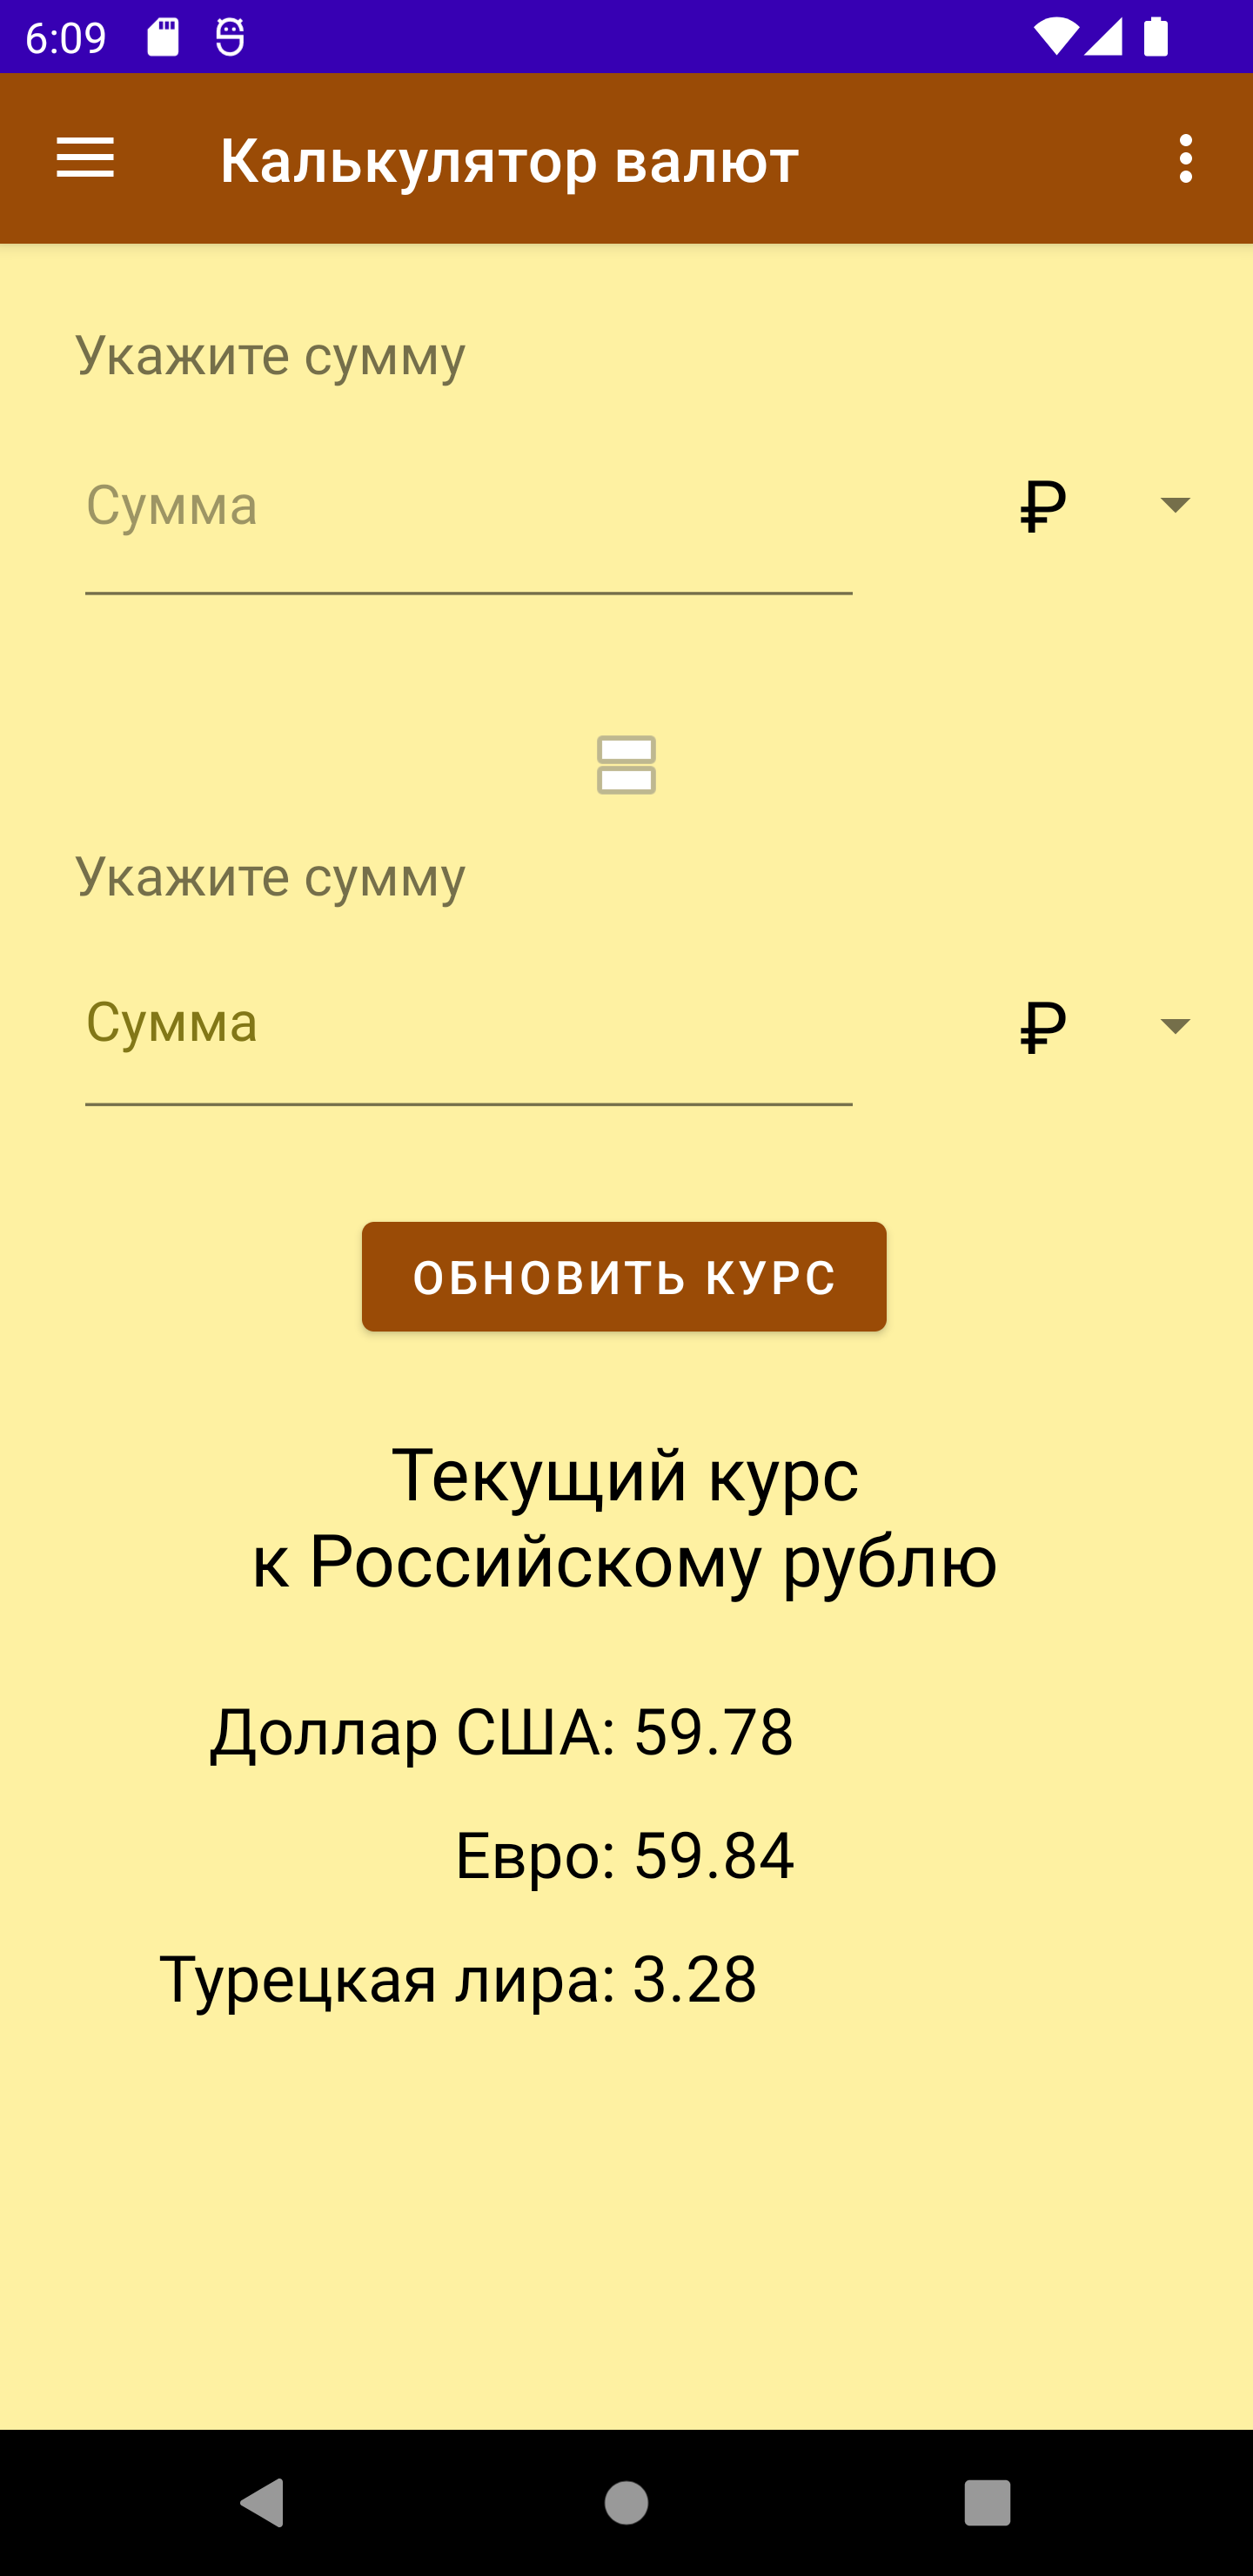 6:09
Калькулятор валют
Укажите сумму
Сумма
₽
Укажите сумму
Сумма
₽
ОБНОВИТЬ КУРС
Текущий курс
к Российскому рублю
Доллар США: 59.78
Евро: 59.84
Турецкая лира: 3.28